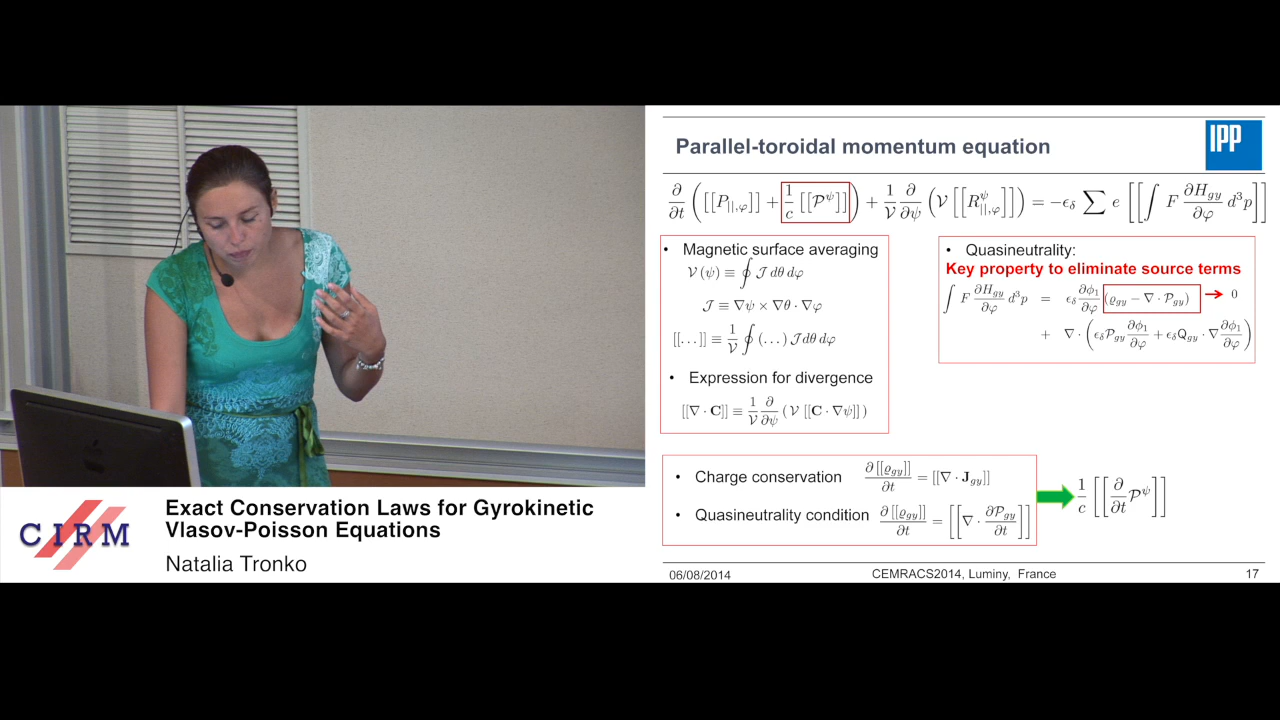 Parallel-toroidal momentum equation
IPP
∂/∂t ([[P_{||,φ}]] + 1/c [[𝒫^ψ]]) + 1/𝒱 ∂/∂ψ (𝒱 [[R^ψ_{||,φ}]]) = −ϵ_δ ∑ e [[∫ F ∂H_{gy}/∂φ d³p]]
• Magnetic surface averaging
𝒱(ψ) ≡ ∮ 𝒥 dθ dφ
𝒥 ≡ ∇ψ × ∇θ · ∇φ
[[...]] ≡ 1/𝒱 ∮ (...) 𝒥dθ dφ
• Expression for divergence
[[∇ · C]] ≡ 1/𝒱 ∂/∂ψ (𝒱 [[C · ∇ψ]])
• Quasineutrality:
Key property to eliminate source terms
∫ F ∂H_{gy}/∂φ d³p = ϵ_δ ∂ϕ₁/∂φ (ϱ_{gy} − ∇ · 𝒫_{gy}) → 0
+ ∇ · (ϵ_δ 𝒫_{gy} ∂ϕ₁/∂φ + ϵ_δ Q_{gy} · ∇ ∂ϕ₁/∂φ)
• Charge conservation ∂[[ϱ_{gy}]]/∂t = [[∇ · J_{gy}]]
• Quasineutrality condition ∂[[ϱ_{gy}]]/∂t = [[∇ · ∂𝒫_{gy}/∂t]]
1/c [[∂/∂t 𝒫^ψ]]
06/08/2014 CEMRACS2014, Luminy, France 17
CIRM
Exact Conservation Laws for Gyrokinetic
Vlasov-Poisson Equations
Natalia Tronko